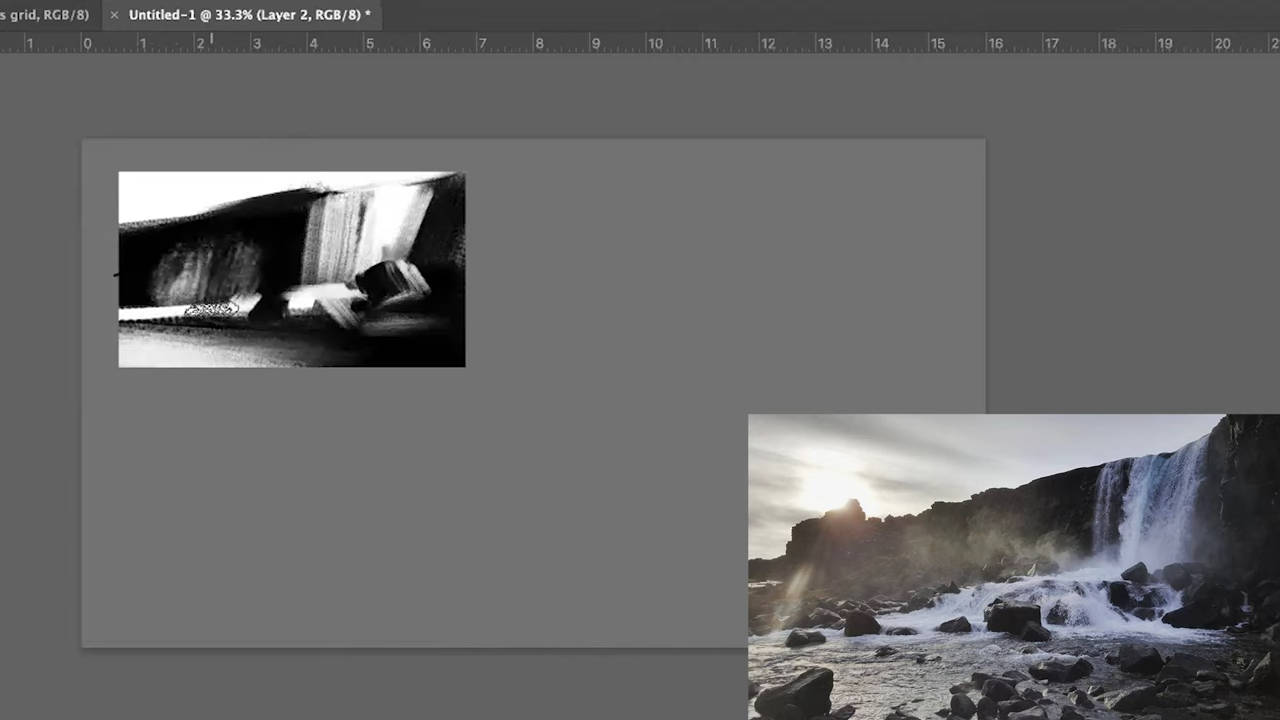 s grid, RGB/8) × Untitled-1 @ 33.3% (Layer 2, RGB/8) *
1 0 1 2 3 4 5 6 7 8 9 10 11 12 13 14 15 16 17 18 19 20 2